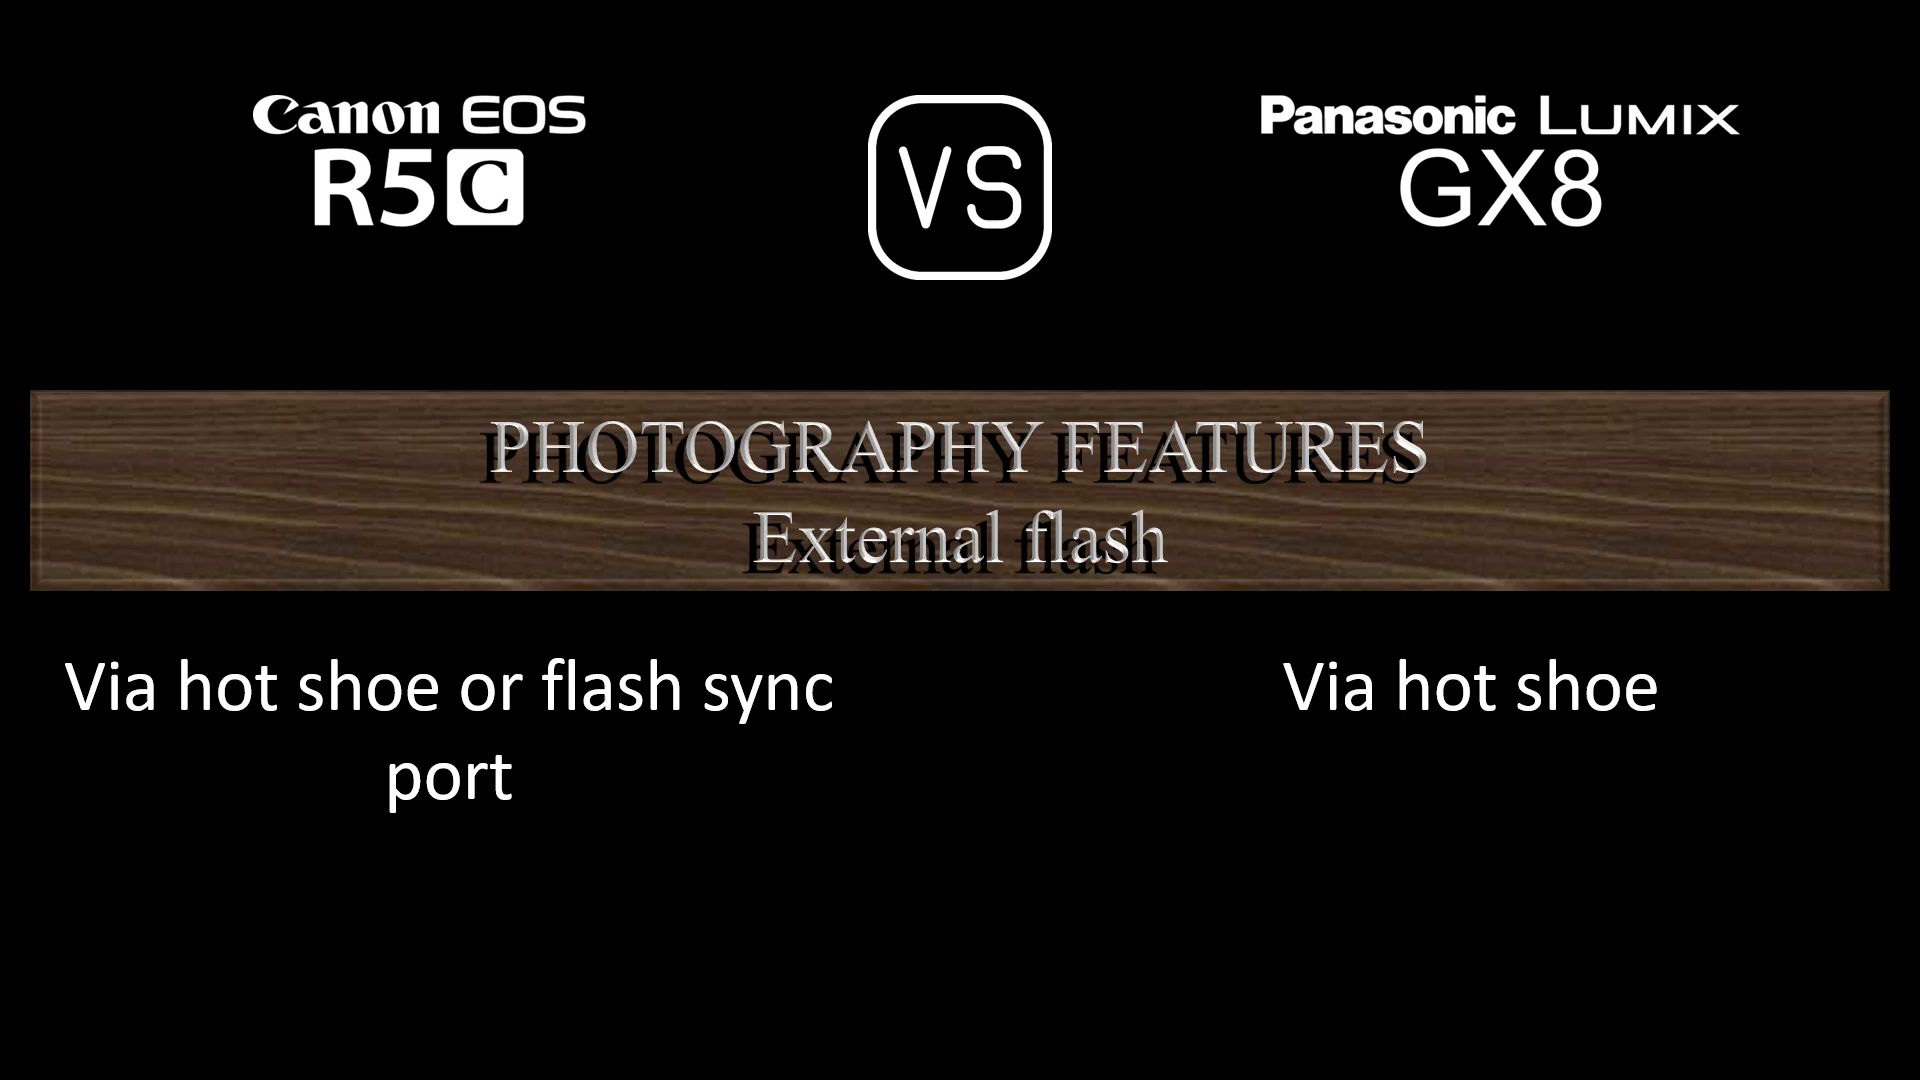 Canon EOS
R5 C
VS
Panasonic LUMIX
GX8
PHOTOGRAPHY FEATURES
External flash
Via hot shoe or flash sync
port
Via hot shoe